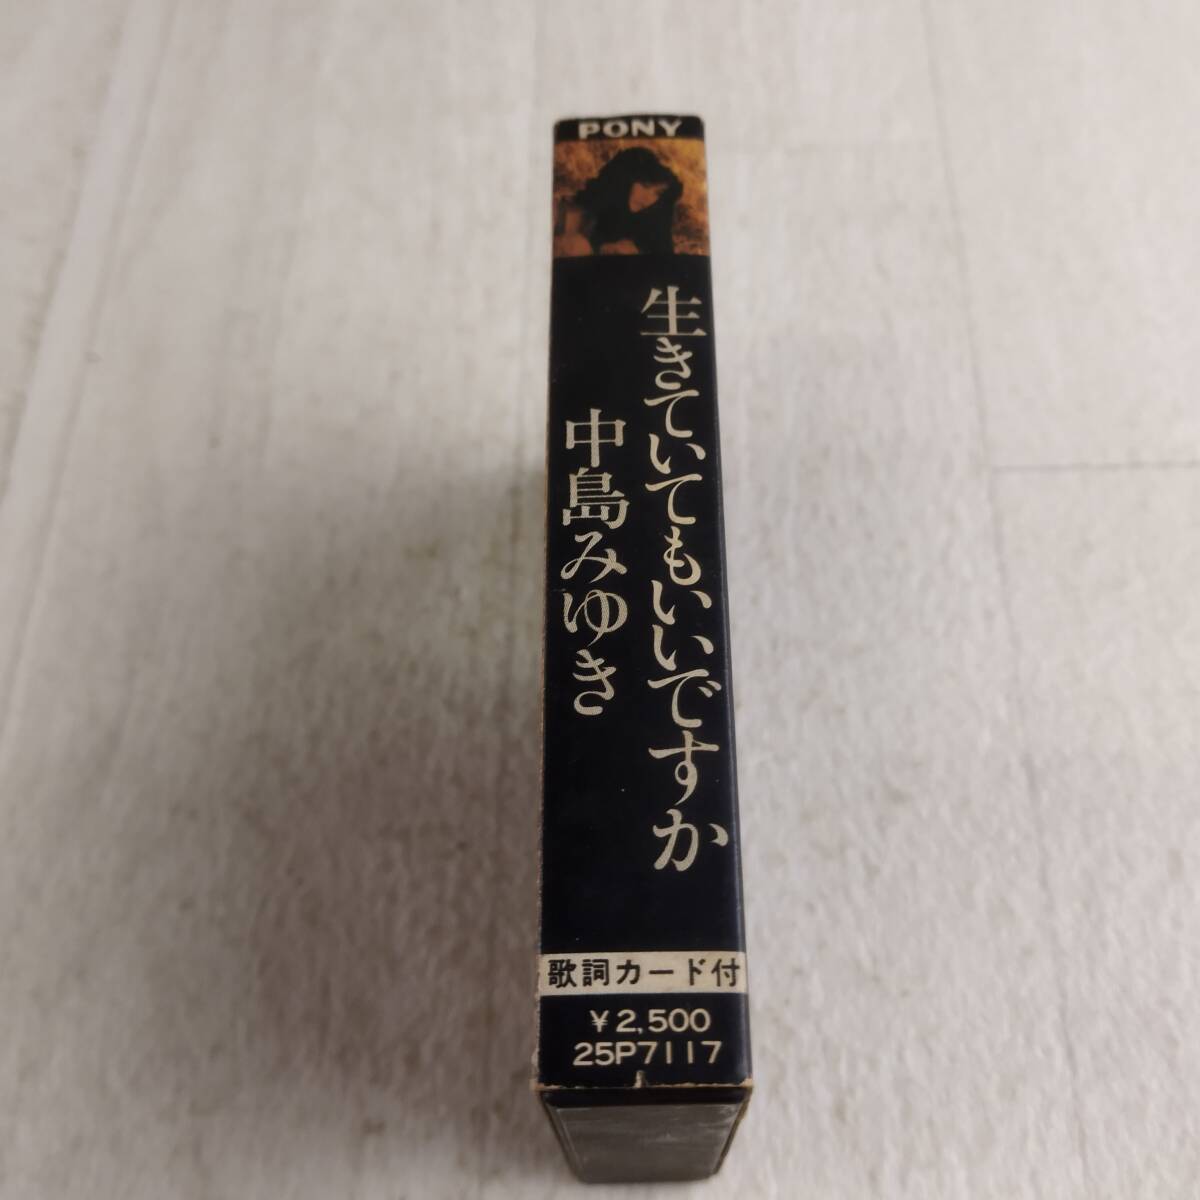 PONY
生きていてもいいですか
中島みゆき
歌詞カード付
¥2,500
25P7117